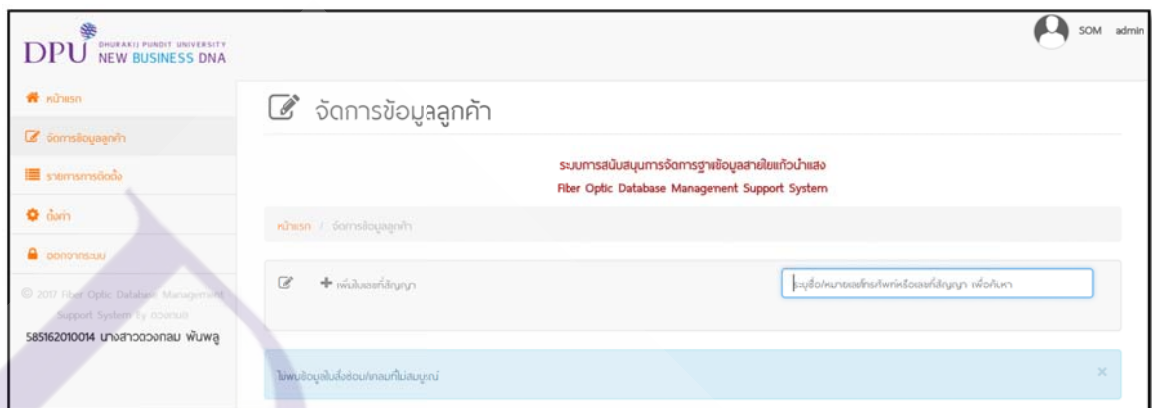 DPU DHURAKIJ PUNDIT UNIVERSITY
NEW BUSINESS DNA
SOM admin
หน้าแรก
จัดการข้อมูลลูกค้า
รายการการติดตั้ง
ตั้งค่า
ออกจากระบบ
© 2017 Fiber Optic Database Management
Support System by ดวงกมล
585162010014 นางสาวดวงกลม พันพลู
จัดการข้อมูลลูกค้า
ระบบการสนับสนุนการจัดการฐานข้อมูลสายใยแก้วนำแสง
Fiber Optic Database Management Support System
หน้าแรก / จัดการข้อมูลลูกค้า
เพิ่มใบเลขที่สัญญา
ระบุชื่อ/หมายเลขโทรศัพท์หรือเลขที่สัญญา เพื่อค้นหา
ไม่พบข้อมูลใบสั่งซ่อม/เคลมที่ไม่สมบูรณ์ ×